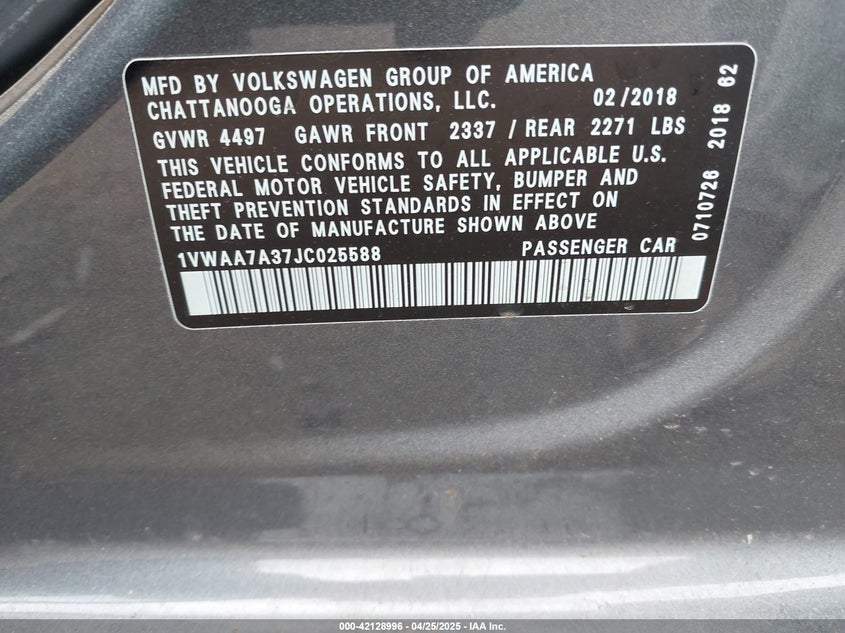 MFD BY VOLKSWAGEN GROUP OF AMERICA
CHATTANOOGA OPERATIONS, LLC. 02/2018
GVWR 4497 GAWR FRONT 2337 / REAR 2271 LBS
THIS VEHICLE CONFORMS TO ALL APPLICABLE U.S.
FEDERAL MOTOR VEHICLE SAFETY, BUMPER AND
THEFT PREVENTION STANDARDS IN EFFECT ON
THE DATE OF MANUFACTURE SHOWN ABOVE
1VWAA7A37JC025588 PASSENGER CAR
0710726 2018 62
000-42128996 - 04/25/2025 - IAA Inc.